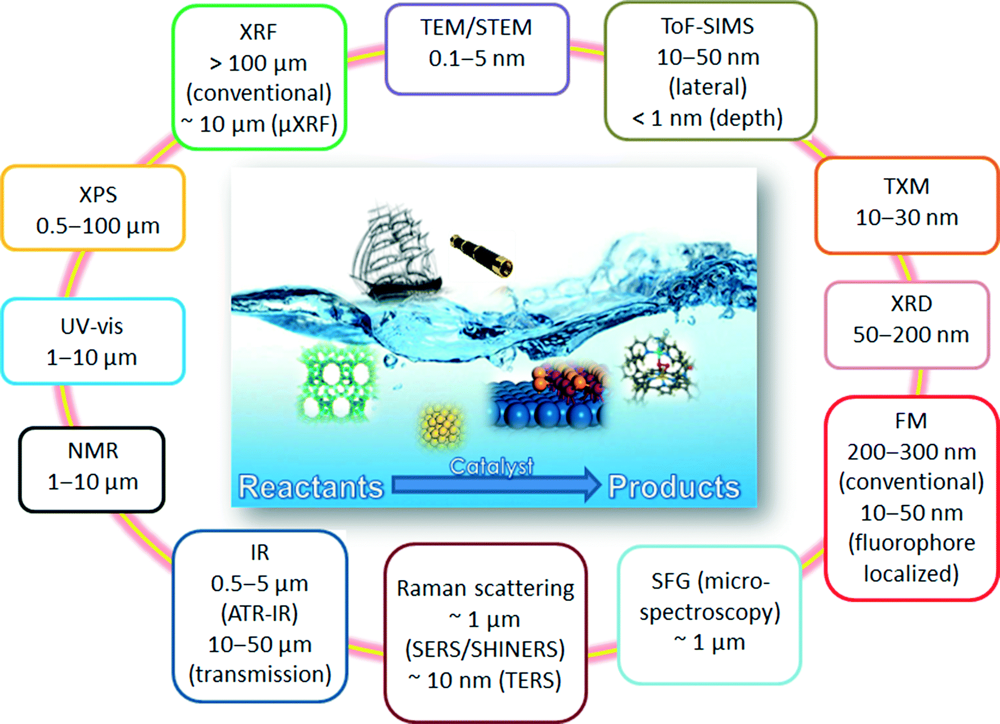 XRF
> 100 µm
(conventional)
~ 10 µm (µXRF)
TEM/STEM
0.1–5 nm
ToF-SIMS
10–50 nm
(lateral)
< 1 nm (depth)
TXM
10–30 nm
XRD
50–200 nm
FM
200–300 nm
(conventional)
10–50 nm
(fluorophore
localized)
SFG (micro-
spectroscopy)
~ 1 µm
Raman scattering
~ 1 µm
(SERS/SHINERS)
~ 10 nm (TERS)
IR
0.5–5 µm
(ATR-IR)
10–50 µm
(transmission)
NMR
1–10 µm
UV-vis
1–10 µm
XPS
0.5–100 µm
Catalyst
Reactants
Products